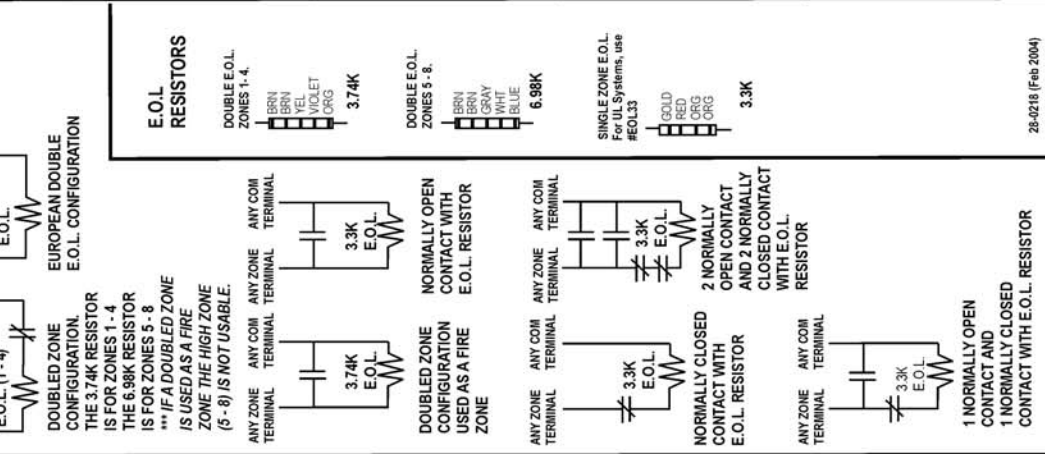 E.O.L. (1 - 4)
DOUBLED ZONE
CONFIGURATION.
THE 3.74K RESISTOR
IS FOR ZONES 1 - 4
THE 6.98K RESISTOR
IS FOR ZONES 5 - 8
*** IF A DOUBLED ZONE
IS USED AS A FIRE
ZONE THE HIGH ZONE
(5 - 8) IS NOT USABLE.
E.O.L.
EUROPEAN DOUBLE
E.O.L. CONFIGURATION
ANY ZONE
TERMINAL
ANY COM
TERMINAL
3.74K
E.O.L.
DOUBLED ZONE
CONFIGURATION
USED AS A FIRE
ZONE
ANY ZONE
TERMINAL
ANY COM
TERMINAL
3.3K
E.O.L.
NORMALLY OPEN
CONTACT WITH
E.O.L. RESISTOR
ANY ZONE
TERMINAL
ANY COM
TERMINAL
3.3K
E.O.L.
NORMALLY CLOSED
CONTACT WITH
E.O.L. RESISTOR
ANY ZONE
TERMINAL
ANY COM
TERMINAL
3.3K
E.O.L.
2 NORMALLY
OPEN CONTACT
AND 2 NORMALLY
CLOSED CONTACT
WITH E.O.L.
RESISTOR
ANY ZONE
TERMINAL
ANY COM
TERMINAL
3.3K
E.O.L.
1 NORMALLY OPEN
CONTACT AND
1 NORMALLY CLOSED
CONTACT WITH E.O.L. RESISTOR
E.O.L
RESISTORS
DOUBLE E.O.L.
ZONES 1- 4.
BRN
BRN
YEL
VIOLET
ORG
3.74K
DOUBLE E.O.L.
ZONES 5 - 8.
BRN
BRN
GRAY
WHT
BLUE
6.98K
SINGLE ZONE E.O.L.
For UL Systems, use
#EOL33
GOLD
RED
ORG
ORG
3.3K
28-0218 (Feb 2004)